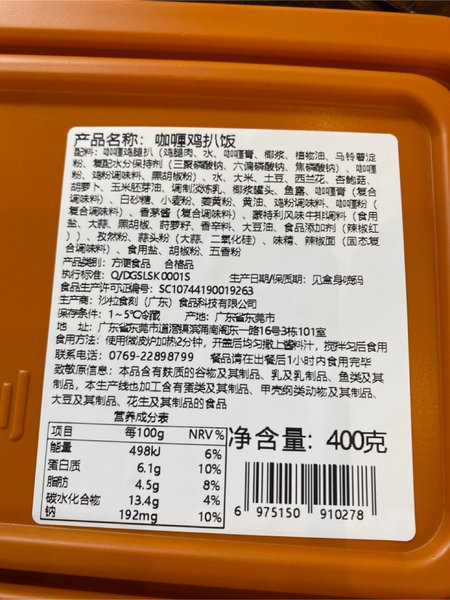 产品名称：咖喱鸡扒饭
配料：咖喱鸡腿扒（鸡腿肉、水、咖喱膏、椰浆、植物油、马铃薯淀
粉、复配水分保持剂（三聚磷酸钠、六偏磷酸钠、焦磷酸钠）、咖喱
粉、鸡粉调味料、黑胡椒粉）、水、大米、土豆、西兰花、杏鲍菇、
胡萝卜、玉米胚芽油、调制淡炼乳、椰浆罐头、鱼露、咖喱膏（复合
调味料）、白砂糖、小麦粉、姜黄粉、黄油、鸡粉调味料、咖喱粉（
复合调味料）、香茅酱（复合调味料）、蒙特利风味牛排调料（食用
盐、大蒜、黑胡椒、莳萝籽、香辛料、大豆油、食品添加剂（辣椒红）
）、孜然粉、蒜头粉（大蒜、二氧化硅）、味精、辣椒面（固态复
合调味料）、食用盐、胡椒粉、五香粉
产品类别：方便食品 合格品
执行标准：Q/DGSLSK 0001S 生产日期/保质期：见盒身喷码
食品生产许可证编号：SC10744190019263
生产商：沙拉食刻（广东）食品科技有限公司
保存条件：1~5℃冷藏 产地：广东省东莞市
地 址：广东省东莞市道滘镇滨涌南阁东一路16号3栋101室
食用方法：使用微波炉加热2分钟，开盖后均匀撒上酱料汁，搅拌匀后食用
联系电话：0769-22898799 餐品请在出餐后1小时内食用完毕
致敏原信息：本品含有麸质的谷物及其制品、乳及乳制品、鱼类及其
制品，本生产线也加工含有蛋类及其制品、甲壳纲类动物及其制品、
大豆及其制品、花生及其制品的食品
营养成分表
项目 每100g NRV%
能量 498kJ 6%
蛋白质 6.1g 10%
脂肪 4.5g 8%
碳水化合物 13.4g 4%
钠 192mg 10%
净含量：400克
6 975150 910278